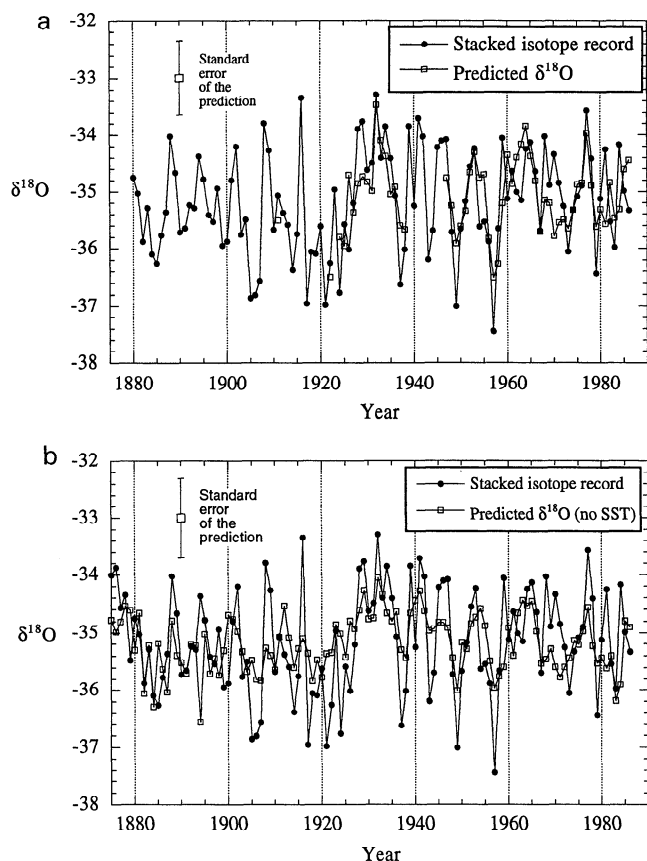 a
-32
-33
-34
-35
-36
-37
-38
δ¹⁸O
Standard
error
of the
prediction
Stacked isotope record
Predicted δ¹⁸O
1880 1900 1920 1940 1960 1980
Year
b
-32
-33
-34
-35
-36
-37
-38
δ¹⁸O
Standard
error
of the
prediction
Stacked isotope record
Predicted δ¹⁸O (no SST)
1880 1900 1920 1940 1960 1980
Year